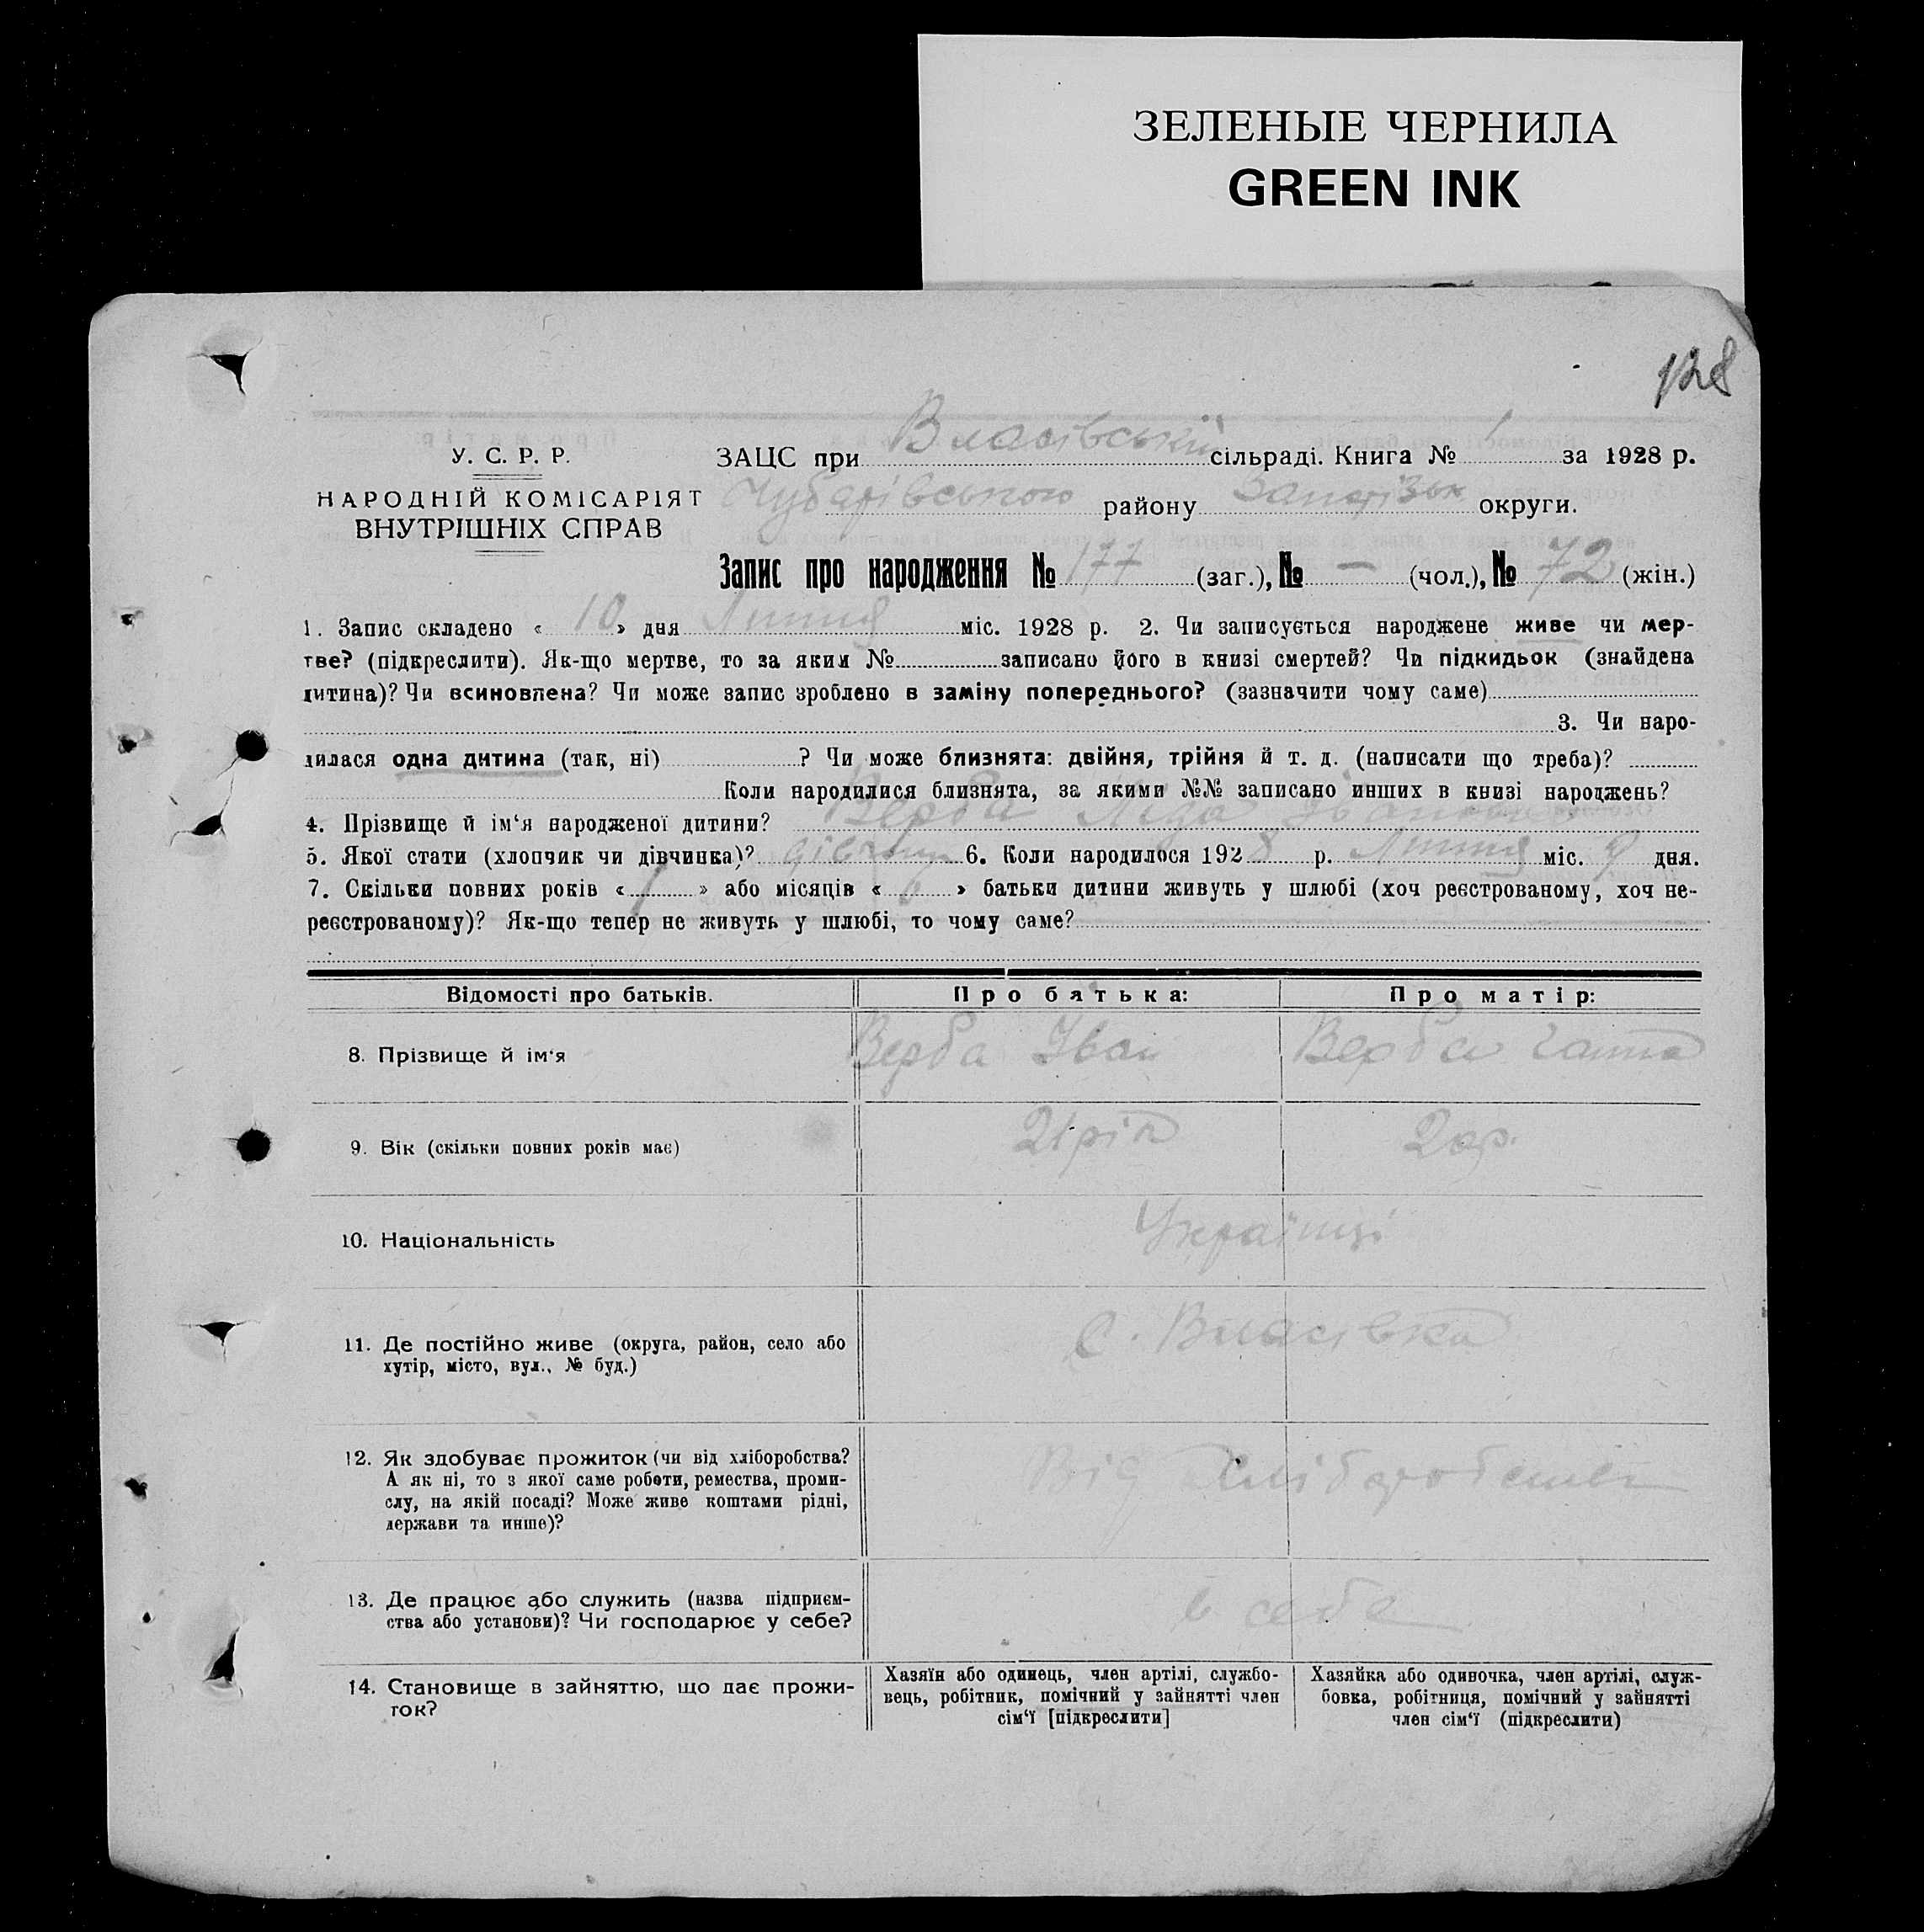 ЗЕЛЕНЫЕ ЧЕРНИЛА
GREEN INK
128
У. С. Р. Р.
НАРОДНІЙ КОМІСАРІЯТ
ВНУТРІШНІХ СПРАВ
ЗАЦС при Власівській сільраді. Книга № 1 за 1928 р.
Чубарівського району Запорізьк округи.
Запис про народження № 177 (заг.), № — (чол.), № 72 (жін.)
1. Запис складено « 10 » дня Липня міс. 1928 р. 2. Чи записується народжене живе чи мер-
тве? (підкреслити). Як-що мертве, то за яким № записано його в книзі смертей? Чи підкидьок (знайдена
дитина)? Чи всиновлена? Чи може запис зроблено в заміну попереднього? (зазначити чому саме)
3. Чи наро-
дилася одна дитина (так, ні) ? Чи може близнята: двійня, трійня й т. д. (написати що треба)?
Коли народилися близнята, за якими №№ записано инших в книзі народжень?
4. Прізвище й ім‘я народженої дитини? Верба Ліда Івановна
5. Якої стати (хлопчик чи дівчинка)? дівчин 6. Коли народилося 1928 р. Липня міс. 9 дня.
7. Скільки повних років « 1 » або місяців « » батьки дитини живуть у шлюбі (хоч реєстрованому, хоч не-
реєстрованому)? Як-що тепер не живуть у шлюбі, то чому саме?
Відомості про батьків. Про батька: Про матір:
8. Прізвище й ім‘я Верба Іван Верба Ганна
9. Вік (скільки повних років має) 21 рік 20 р.
10. Національність Українці
11. Де постійно живе (округа, район, село або
хутір, місто, вул., № буд.)
с. Власівка
12. Як здобуває прожиток (чи від хліборобства?
А як ні, то з якої саме роботи, ремества, проми-
слу, на якій посаді? Може живе коштами рідні,
держави та инше)?
Від хліборобства
13. Де працює або служить (назва підприєм-
ства або установи)? Чи господарює у себе?
в себе
14. Становище в зайняттю, що дає прожи-
ток?
Хазяїн або одинець, член артілі, службо-
вець, робітник, помічний у зайнятті член
сім‘ї [підкреслити]
Хазяйка або одиночка, член артілі, служ-
бовка, робітниця, помічний у зайнятті
член сім‘ї (підкреслити)